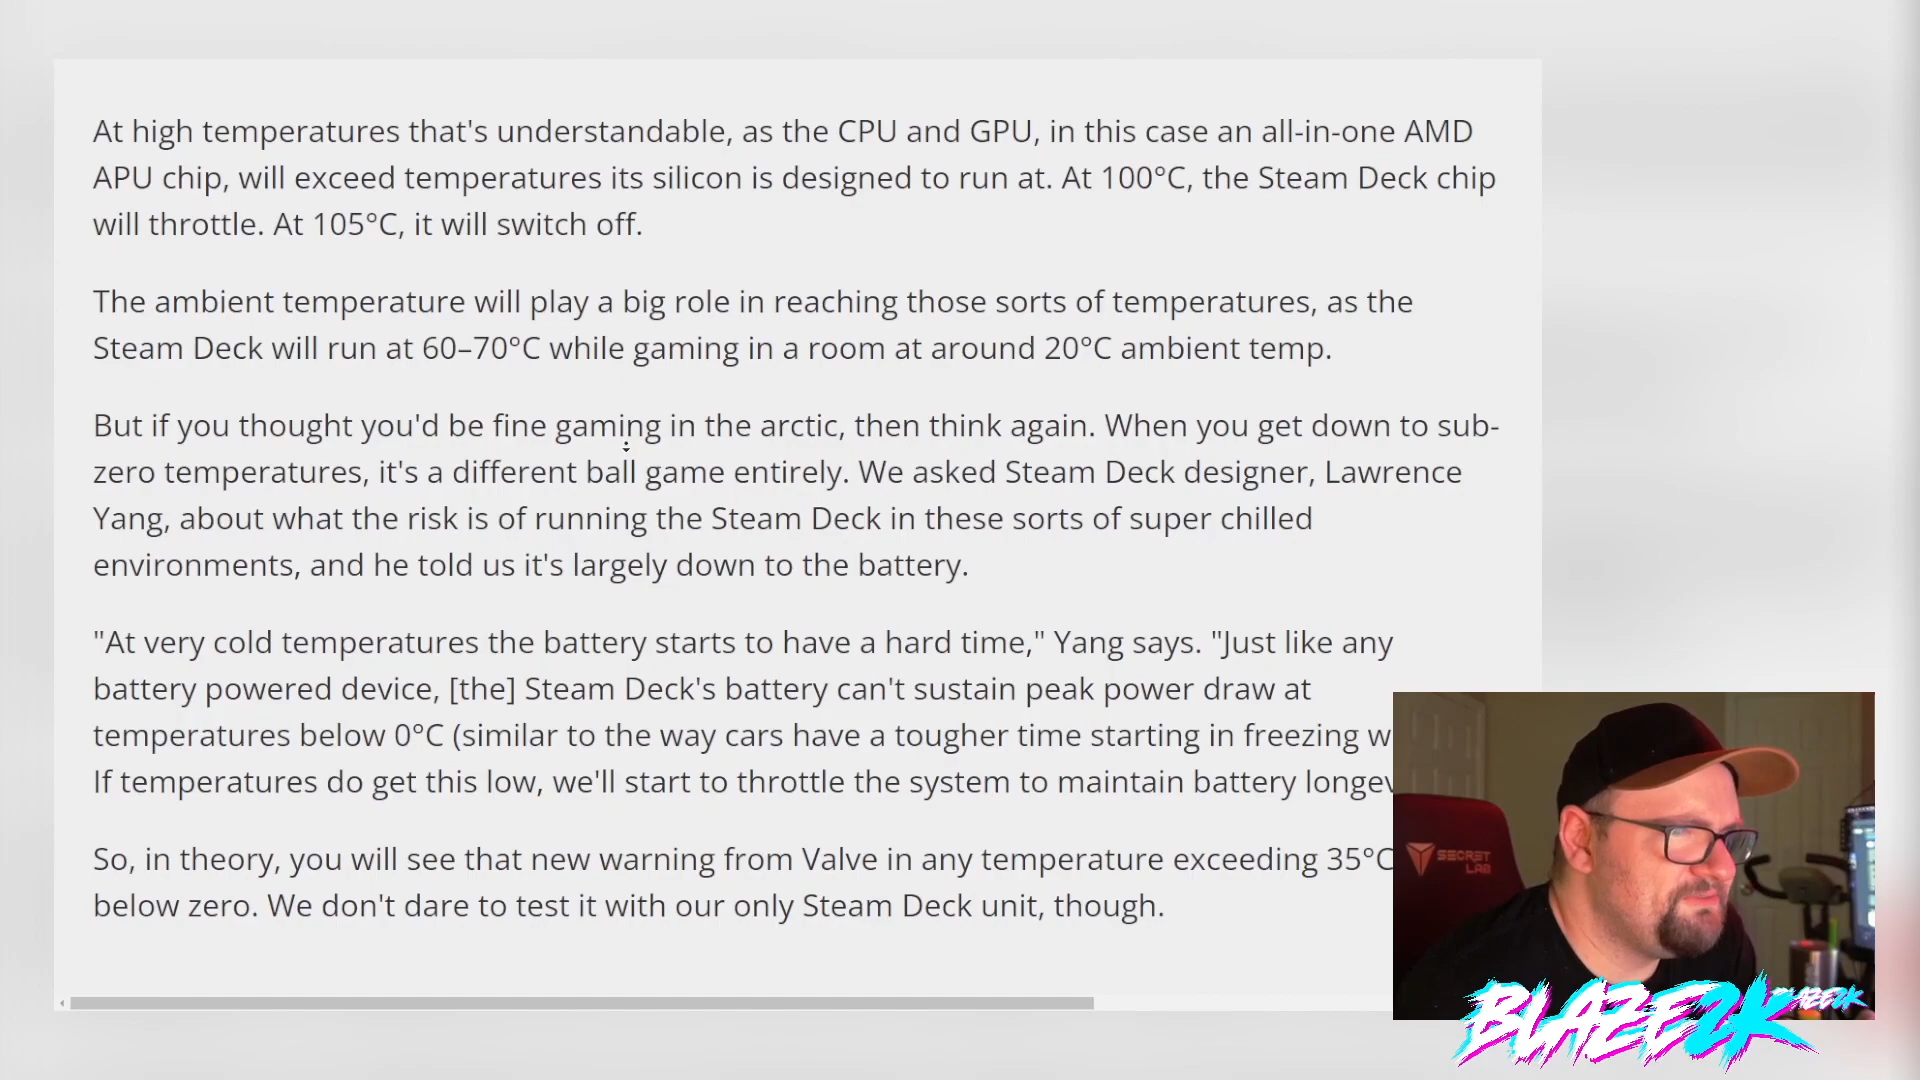 At high temperatures that's understandable, as the CPU and GPU, in this case an all-in-one AMD
APU chip, will exceed temperatures its silicon is designed to run at. At 100°C, the Steam Deck chip
will throttle. At 105°C, it will switch off.
The ambient temperature will play a big role in reaching those sorts of temperatures, as the
Steam Deck will run at 60–70°C while gaming in a room at around 20°C ambient temp.
But if you thought you'd be fine gaming in the arctic, then think again. When you get down to sub-
zero temperatures, it's a different ball game entirely. We asked Steam Deck designer, Lawrence
Yang, about what the risk is of running the Steam Deck in these sorts of super chilled
environments, and he told us it's largely down to the battery.
"At very cold temperatures the battery starts to have a hard time," Yang says. "Just like any
battery powered device, [the] Steam Deck's battery can't sustain peak power draw at
temperatures below 0°C (similar to the way cars have a tougher time starting in freezing
If temperatures do get this low, we'll start to throttle the system to maintain battery
So, in theory, you will see that new warning from Valve in any temperature exceeding 35°C
below zero. We don't dare to test it with our only Steam Deck unit, though.
SECRET
LAB
BLAZE2K
BLAZE2K